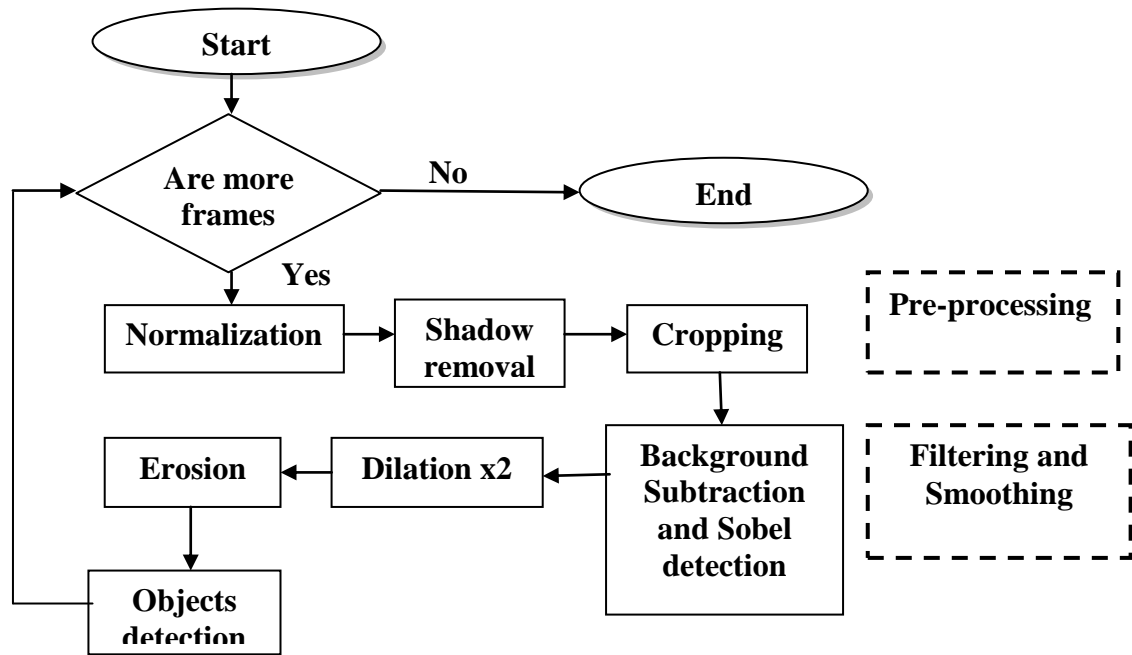 Start
Are more
frames
No
End
Yes
Normalization
Shadow
removal
Cropping
Pre-processing
Erosion
Dilation x2
Background
Subtraction
and Sobel
detection
Filtering and
Smoothing
Objects
detection